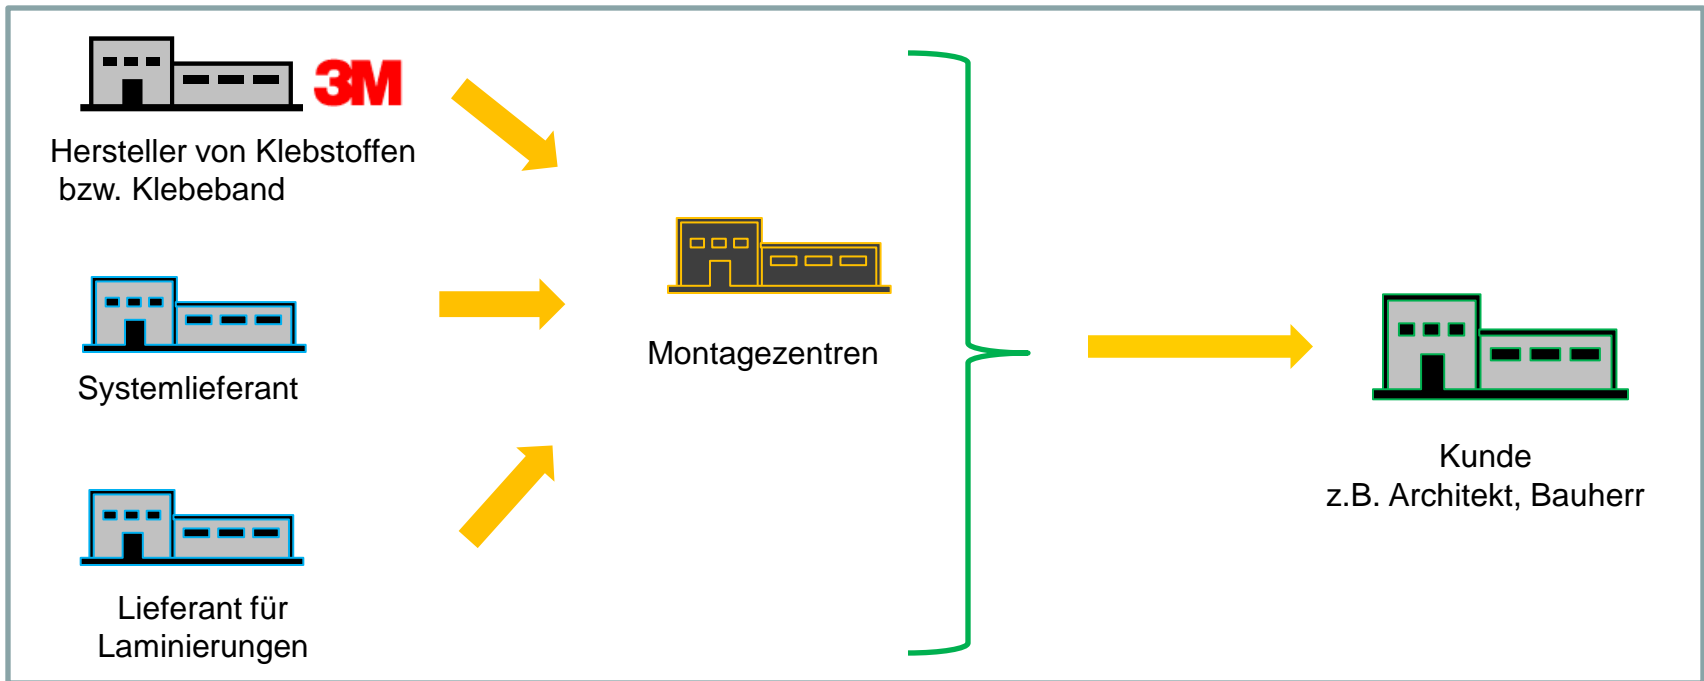 3M
Hersteller von Klebstoffen
bzw. Klebeband
Systemlieferant
Lieferant für
Laminierungen
Montagezentren
Kunde
z.B. Architekt, Bauherr